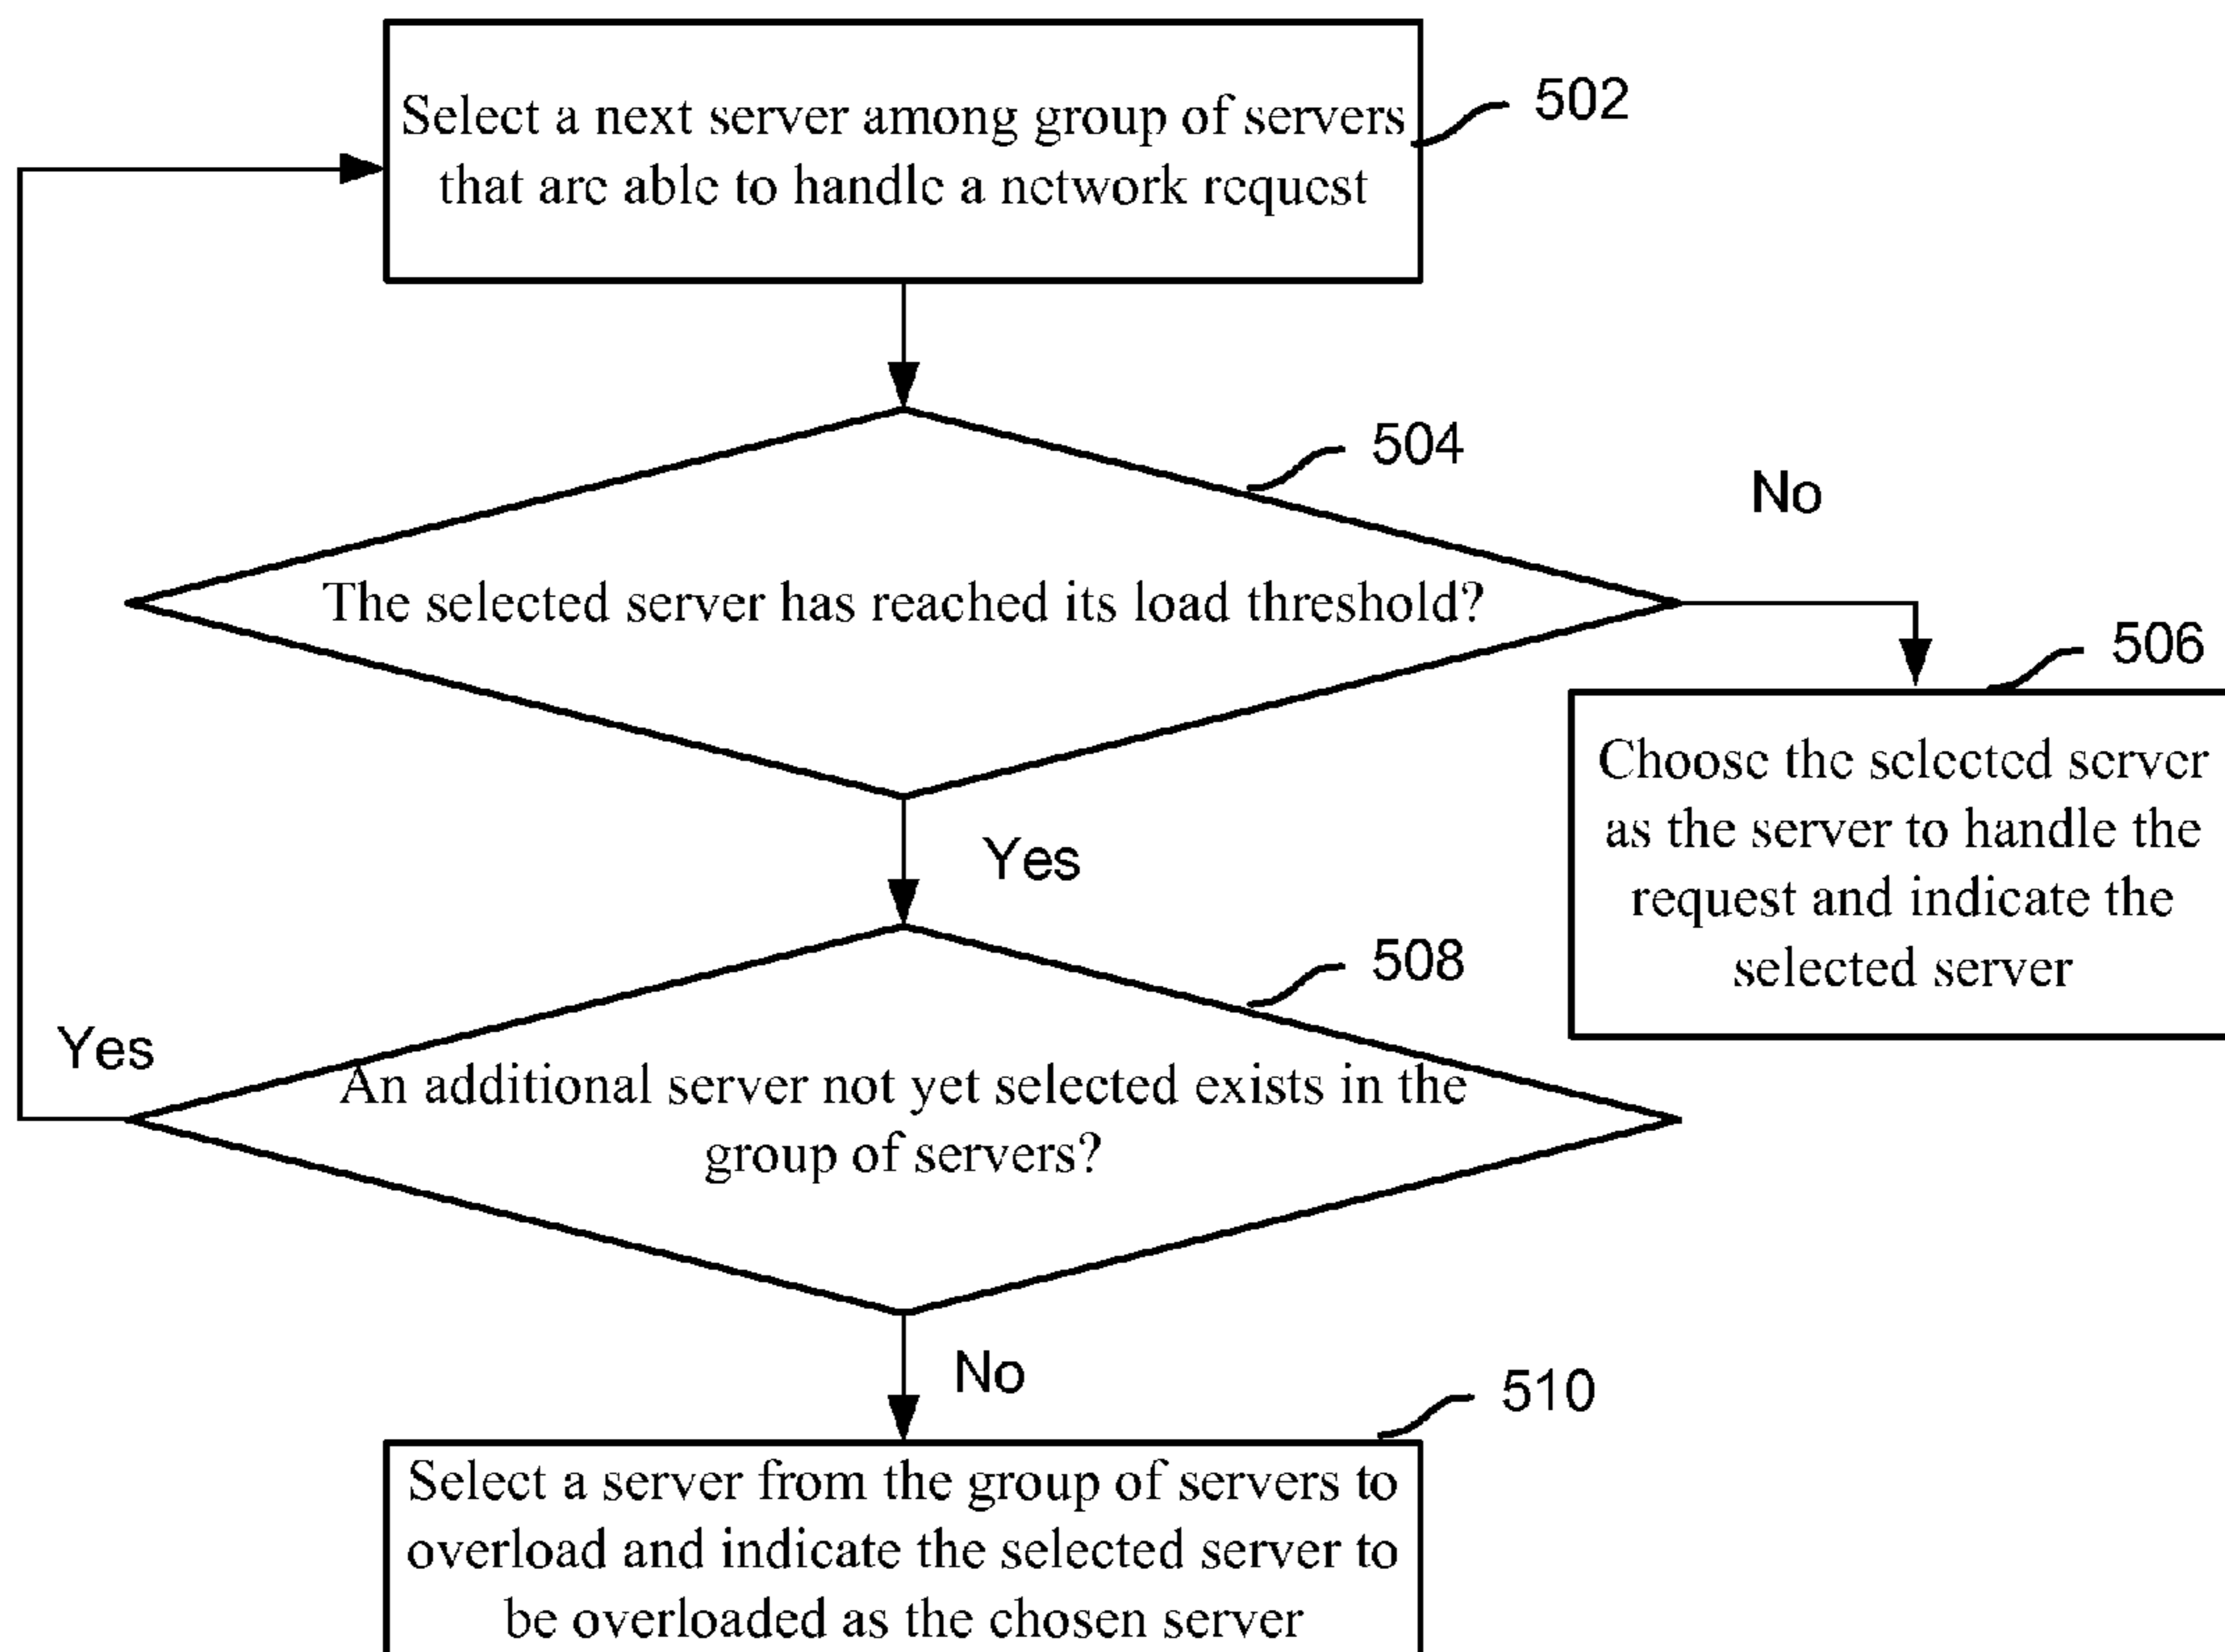 Select a next server among group of servers
that are able to handle a network request
502
504
No
The selected server has reached its load threshold?
506
Choose the selected server
as the server to handle the
request and indicate the
selected server
Yes
508
Yes
An additional server not yet selected exists in the
group of servers?
No
510
Select a server from the group of servers to
overload and indicate the selected server to
be overloaded as the chosen server